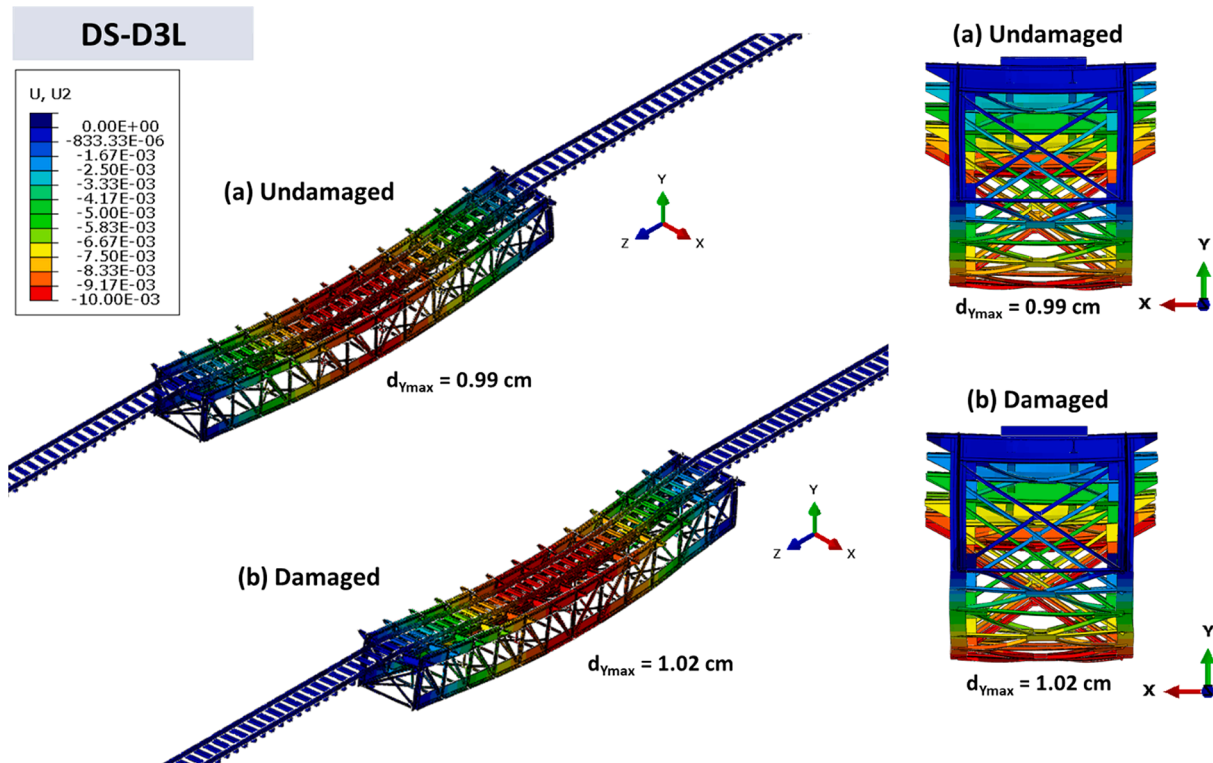 DS-D3L
U, U2
0.00E+00
-833.33E-06
-1.67E-03
-2.50E-03
-3.33E-03
-4.17E-03
-5.00E-03
-5.83E-03
-6.67E-03
-7.50E-03
-8.33E-03
-9.17E-03
-10.00E-03
(a) Undamaged
Y
Z
X
dYmax = 0.99 cm
(b) Damaged
Y
Z
X
dYmax = 1.02 cm
(a) Undamaged
Y
X
dYmax = 0.99 cm
(b) Damaged
Y
X
dYmax = 1.02 cm